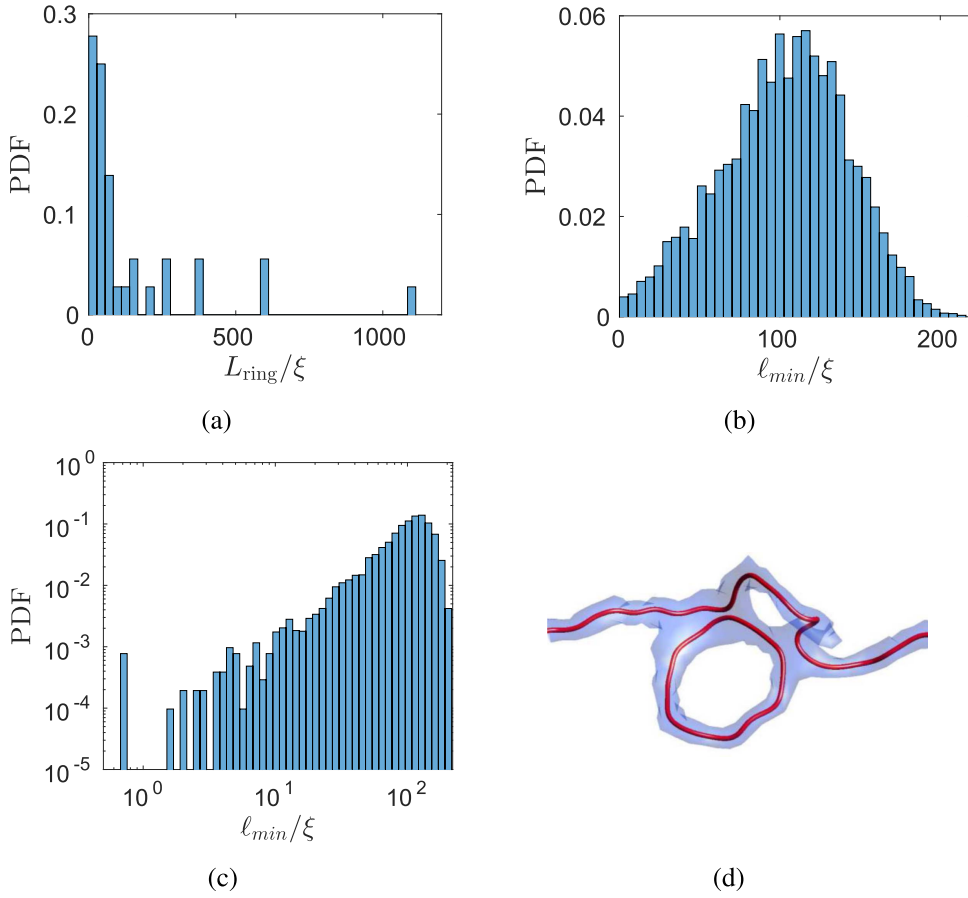 0.3
0.2
0.1
0
PDF
0 500 1000
L_ring/ξ
(a)
0.06
0.04
0.02
0
PDF
0 100 200
ℓ_min/ξ
(b)
10^0
10^-1
10^-2
10^-3
10^-4
10^-5
PDF
10^0 10^1 10^2
ℓ_min/ξ
(c)
(d)